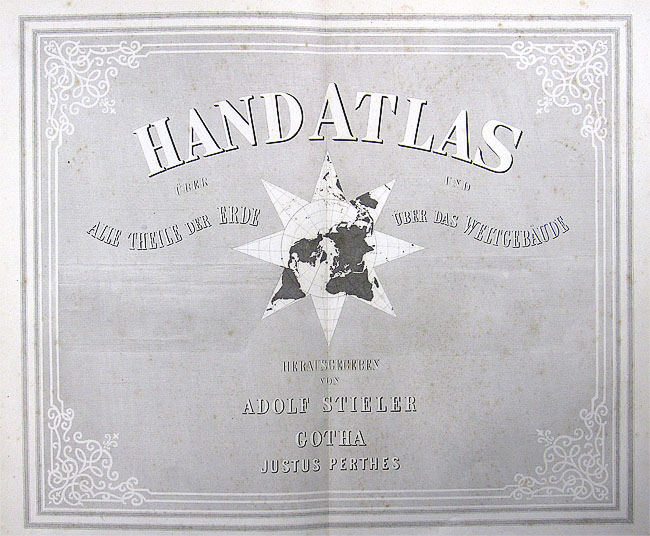 HANDATLAS
ÜBER UND
ALLE THEILE DER ERDE ÜBER DAS WELTGEBÄUDE
HERAUSGEGEBEN
VON
ADOLF STIELER
GOTHA
JUSTUS PERTHES